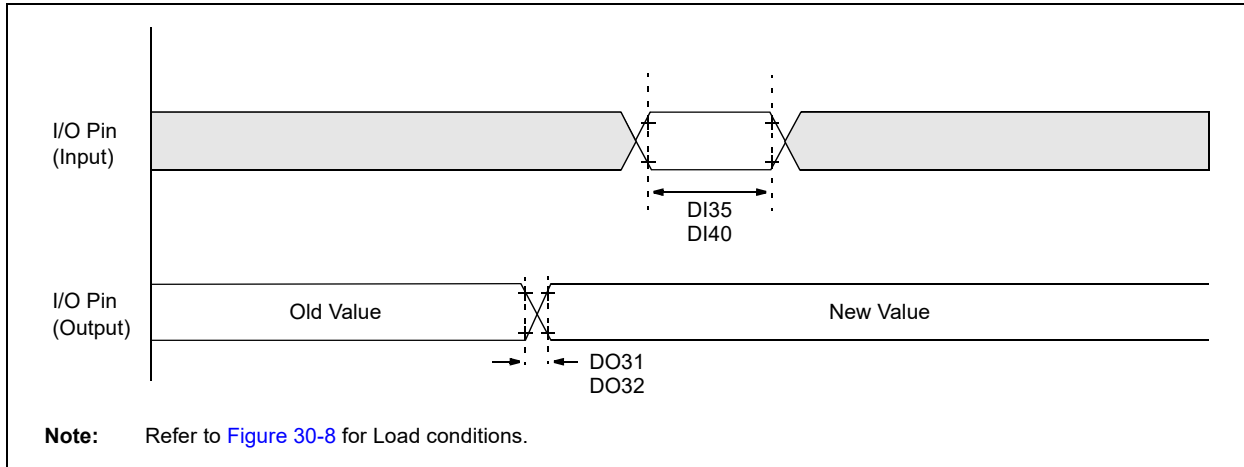 I/O Pin
(Input)
DI35
DI40
I/O Pin
(Output)
Old Value
New Value
DO31
DO32
Note: Refer to Figure 30-8 for Load conditions.